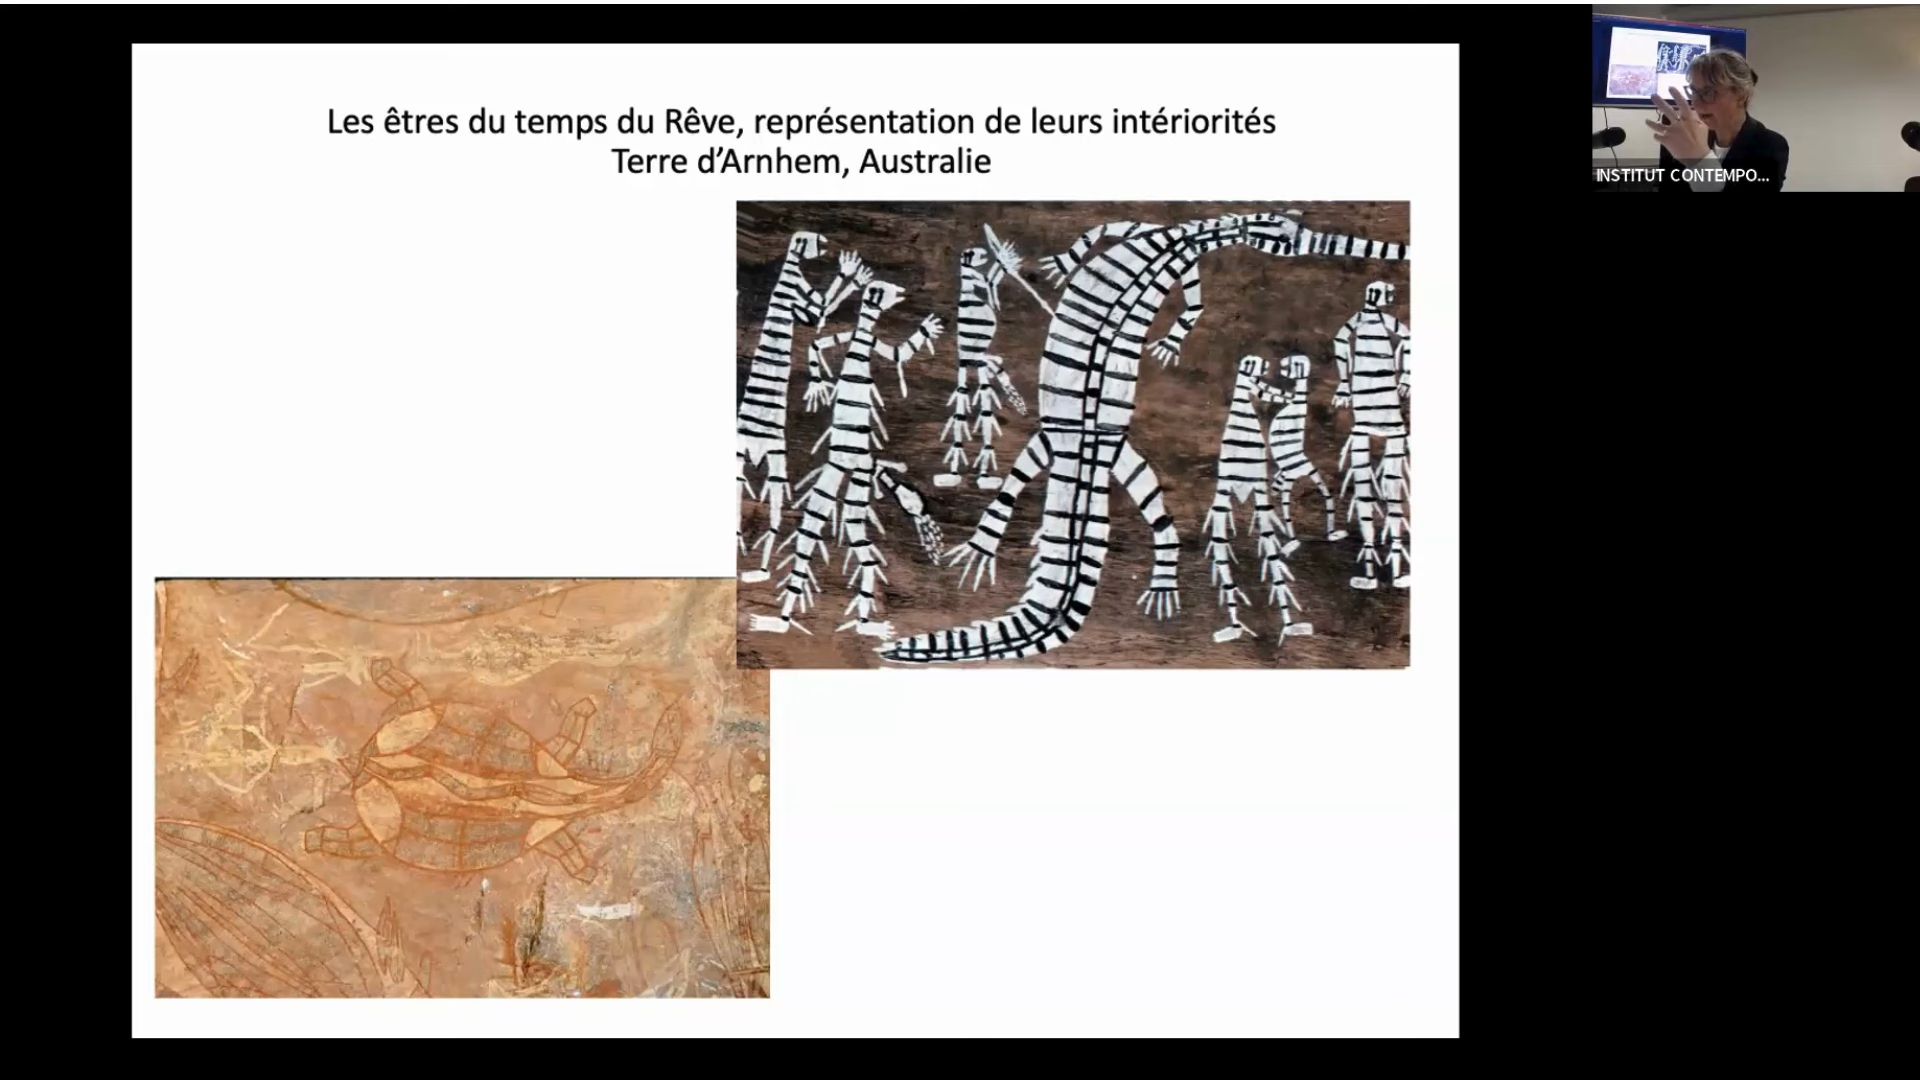 Les êtres du temps du Rêve, représentation de leurs intériorités
Terre d’Arnhem, Australie
INSTITUT CONTEMPO...